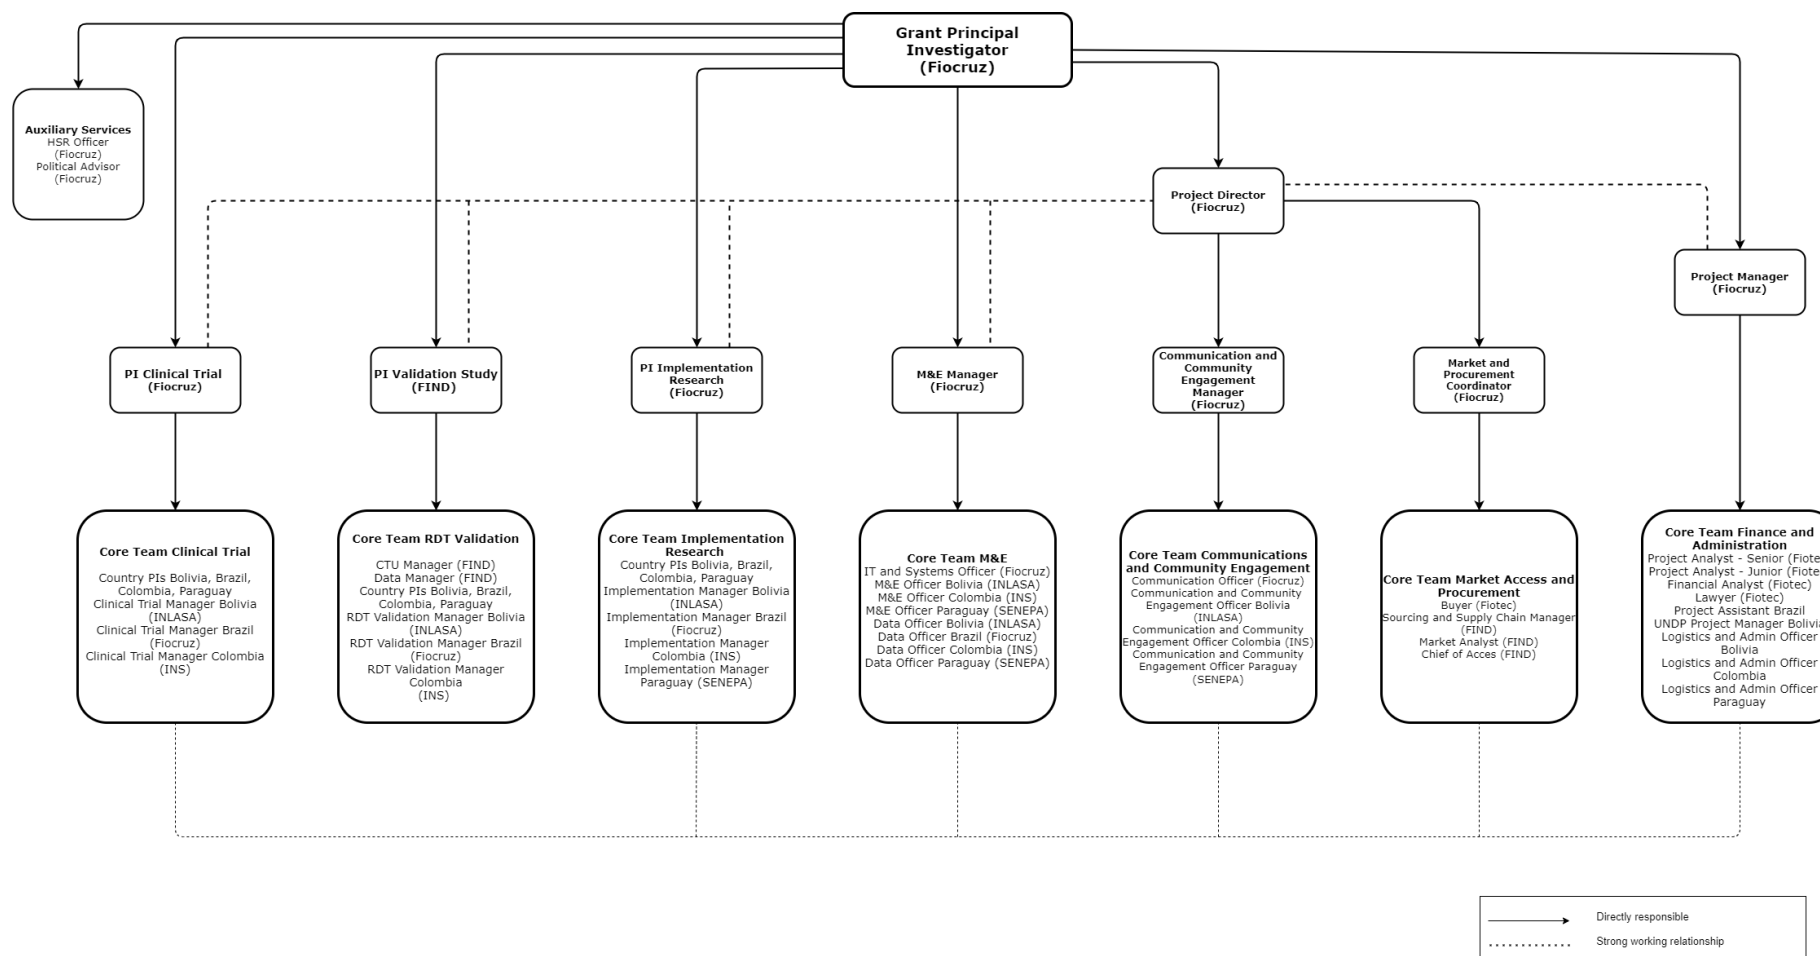 Grant Principal
Investigator
(Fiocruz)
Auxiliary Services
HSR Officer
(Fiocruz)
Political Advisor
(Fiocruz)
Project Director
(Fiocruz)
Project Manager
(Fiocruz)
PI Clinical Trial
(Fiocruz)
PI Validation Study
(FIND)
PI Implementation
Research
(Fiocruz)
M&E Manager
(Fiocruz)
Communication and
Community
Engagement
Manager
(Fiocruz)
Market and
Procurement
Coordinator
(Fiocruz)
Core Team Clinical Trial
Country PIs Bolivia, Brazil,
Colombia, Paraguay
Clinical Trial Manager Bolivia
(INLASA)
Clinical Trial Manager Brazil
(Fiocruz)
Clinical Trial Manager Colombia
(INS)
Core Team RDT Validation
CTU Manager (FIND)
Data Manager (FIND)
Country PIs Bolivia, Brazil,
Colombia, Paraguay
RDT Validation Manager Bolivia
(INLASA)
RDT Validation Manager Brazil
(Fiocruz)
RDT Validation Manager
Colombia
(INS)
Core Team Implementation
Research
Country PIs Bolivia, Brazil,
Colombia, Paraguay
Implementation Manager Bolivia
(INLASA)
Implementation Manager Brazil
(Fiocruz)
Implementation Manager
Colombia (INS)
Implementation Manager
Paraguay (SENEPA)
Core Team M&E
IT and Systems Officer (Fiocruz)
M&E Officer Bolivia (INLASA)
M&E Officer Colombia (INS)
M&E Officer Paraguay (SENEPA)
Data Officer Bolivia (INLASA)
Data Officer Brazil (Fiocruz)
Data Officer Colombia (INS)
Data Officer Paraguay (SENEPA)
Core Team Communications
and Community Engagement
Communication Officer (Fiocruz)
Communication and Community
Engagement Officer Bolivia
(INLASA)
Communication and Community
Engagement Officer Colombia (INS)
Communication and Community
Engagement Officer Paraguay
(SENEPA)
Core Team Market Access and
Procurement
Buyer (Fiotec)
Sourcing and Supply Chain Manager
(FIND)
Market Analyst (FIND)
Chief of Acces (FIND)
Core Team Finance and
Administration
Project Analyst - Senior (Fiote
Project Analyst - Junior (Fiote
Financial Analyst (Fiotec)
Lawyer (Fiotec)
Project Assistant Brazil
UNDP Project Manager Bolivia
Logistics and Admin Officer
Bolivia
Logistics and Admin Officer
Colombia
Logistics and Admin Officer
Paraguay
Directly responsible
Strong working relationship